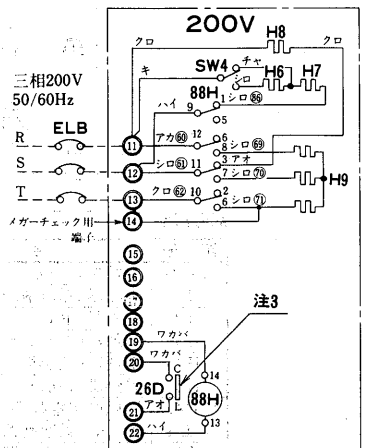 200V
クロ H8 クロ
三相200V
50/60Hz
キ SW4 チャ
シロ H6 H7
88H
ハイ 9 1 シロ 86
5
ELB
R 11 アカ 60 12 6
8 シロ 69
S 12 シロ 61 11 3 アオ
7 シロ 70
H9
T 13 クロ 62 10 2
6 シロ 71
メガーチェック用
端子
14
15
16
17
18
19 ワカバ
20 ワカバ
注3
C 14
26D 88H
L
21 アオ
22 ハイ 13